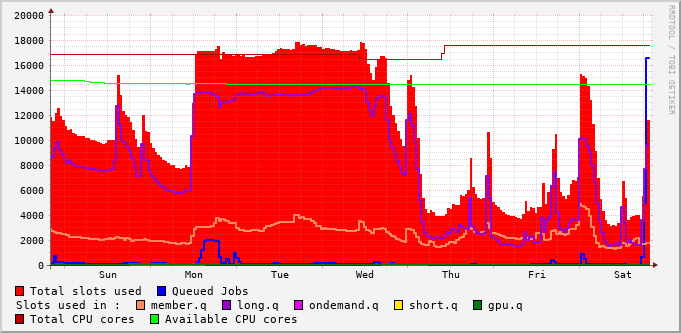 RRDTOOL / TOBI OETIKER
20000
18000
16000
14000
12000
10000
8000
6000
4000
2000
0
Sun Mon Tue Wed Thu Fri Sat
Total slots used Queued Jobs
Slots used in : member.q long.q ondemand.q short.q gpu.q
Total CPU cores Available CPU cores